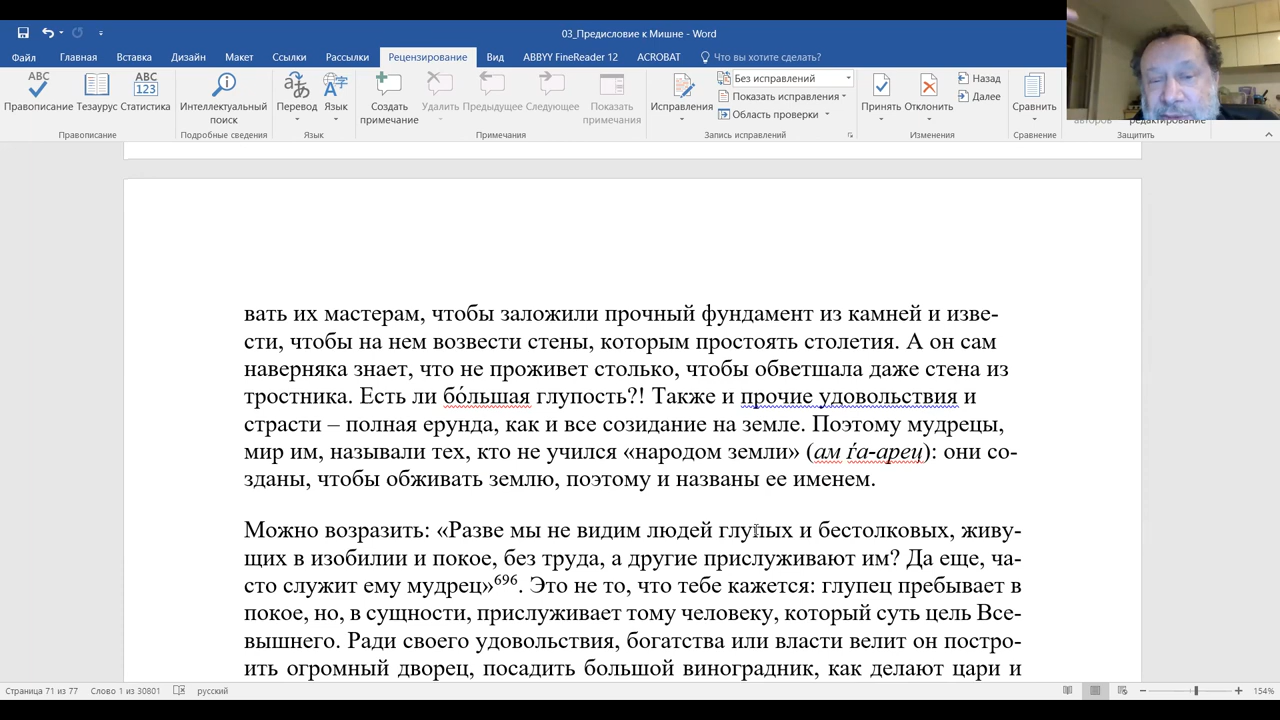 03_Предисловие к Мишне - Word
Файл Главная Вставка Дизайн Макет Ссылки Рассылки Рецензирование Вид ABBYY FineReader 12 ACROBAT Что вы хотите сделать?
ABC
Правописание
Тезаурус
ABC
123
Статистика
Правописание
Интеллектуальный
поиск
Подробные сведения
Перевод
Язык
Язык
Создать
примечание
Удалить
Предыдущее
Следующее
Показать
примечания
Примечания
Исправления
Без исправлений
Показать исправления
Область проверки
Запись исправлений
Принять
Отклонить
Назад
Далее
Изменения
Сравнить
Сравнение
Защитить
вать их мастерам, чтобы заложили прочный фундамент из камней и изве-
сти, чтобы на нем возвести стены, которым простоять столетия. А он сам
наверняка знает, что не проживет столько, чтобы обветшала даже стена из
тростника. Есть ли бо́льшая глупость?! Также и прочие удовольствия и
страсти – полная ерунда, как и все созидание на земле. Поэтому мудрецы,
мир им, называли тех, кто не учился «народом земли» (ам ѓа-арец): они со-
зданы, чтобы обживать землю, поэтому и названы ее именем.
Можно возразить: «Разве мы не видим людей глупых и бестолковых, живу-
щих в изобилии и покое, без труда, а другие прислуживают им? Да еще, ча-
сто служит ему мудрец»696. Это не то, что тебе кажется: глупец пребывает в
покое, но, в сущности, прислуживает тому человеку, который суть цель Все-
вышнего. Ради своего удовольствия, богатства или власти велит он постро-
ить огромный дворец, посадить большой виноградник, как делают цари и
Страница 71 из 77 Слово 1 из 30801 русский 154%